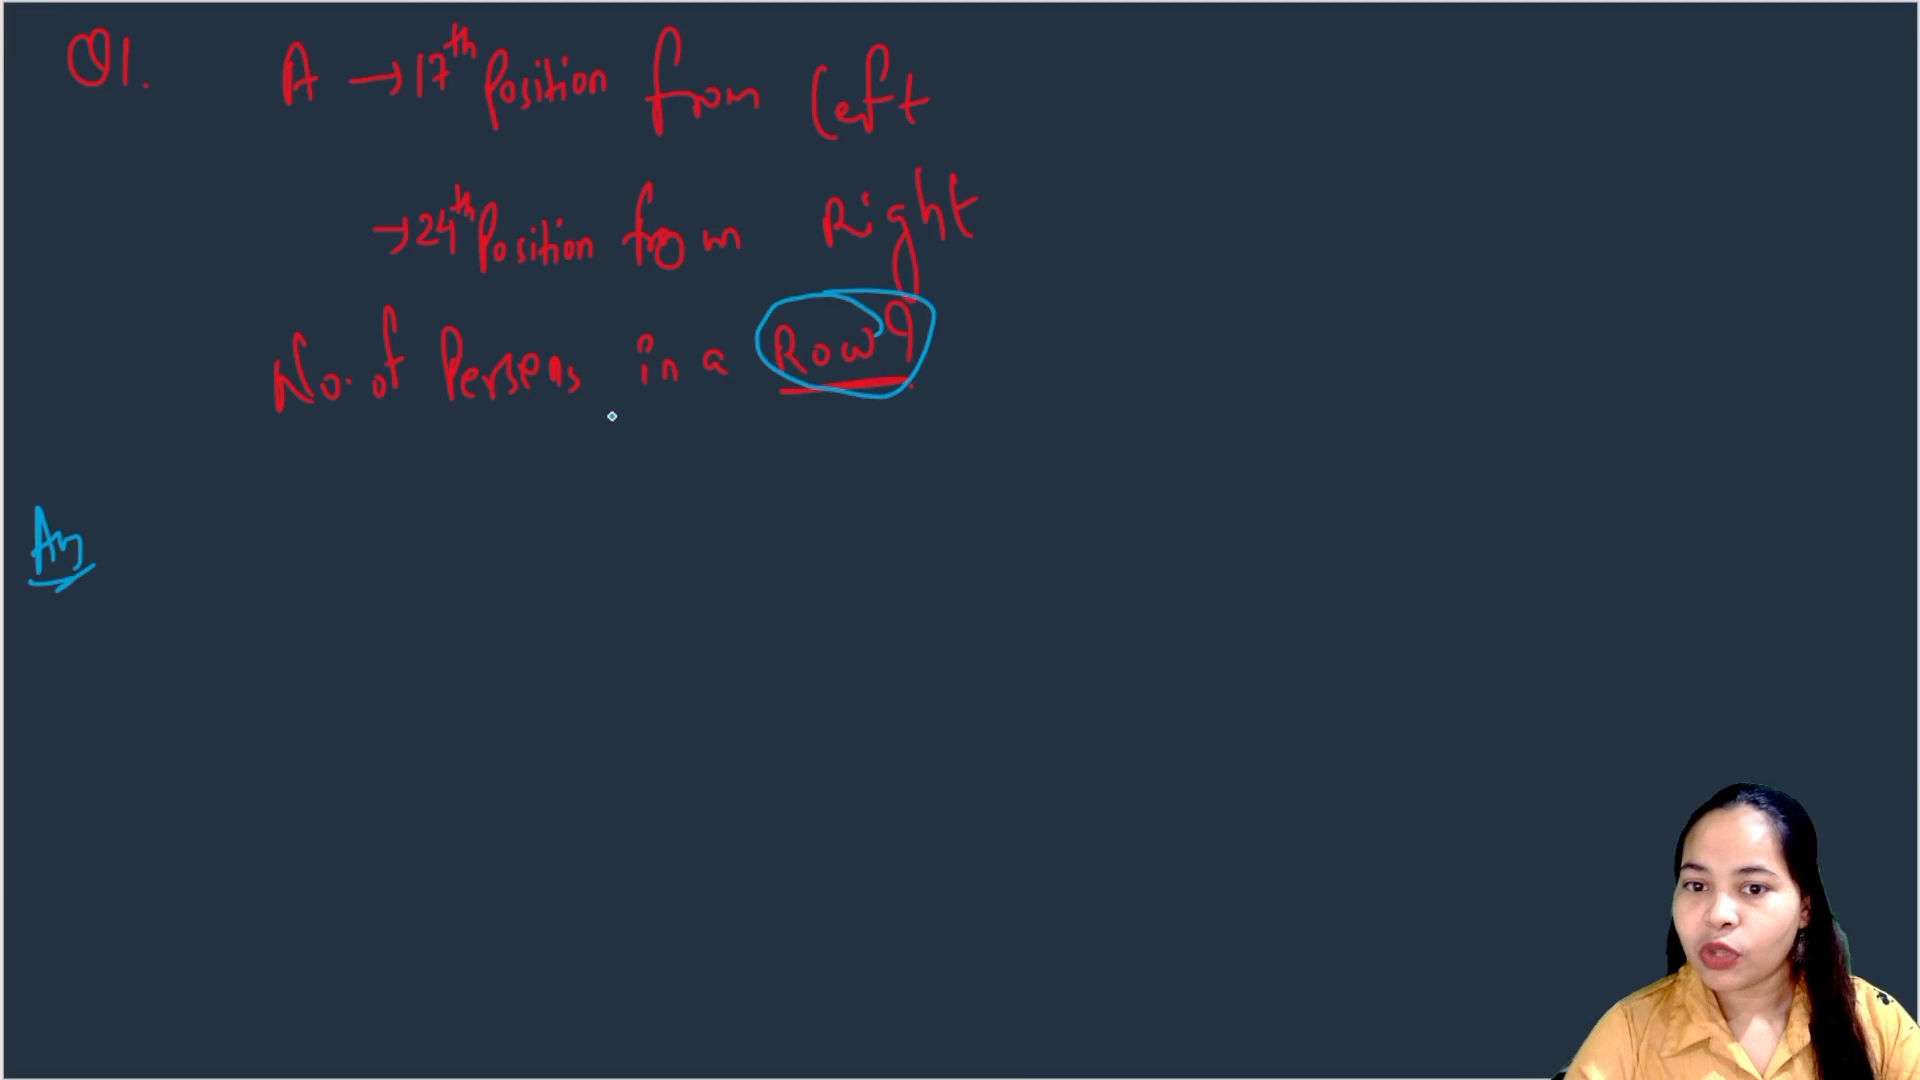 Q1. A → 17th Position from Left
→ 24th Position from Right
No. of Persons in a Row?
Ans